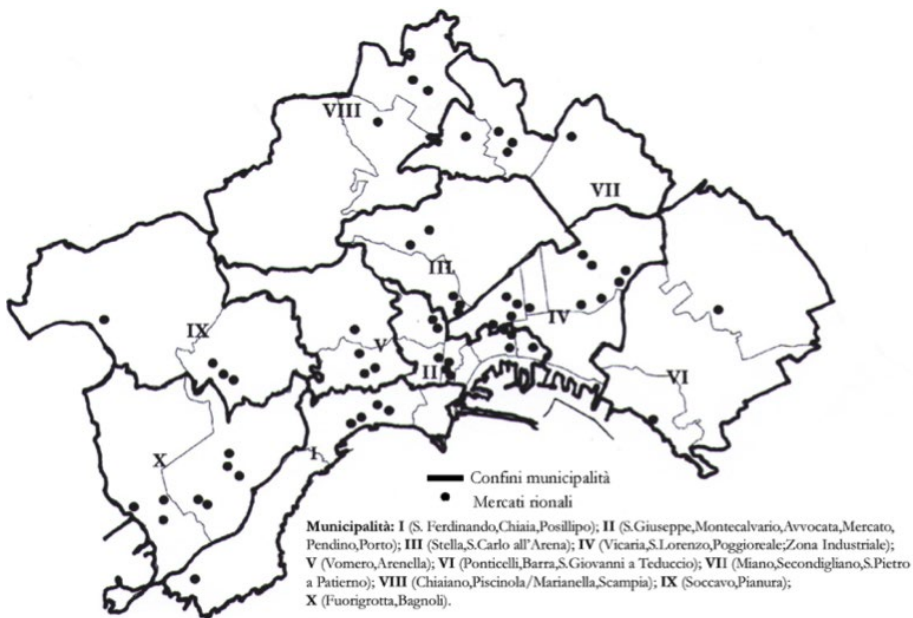 VIII
VII
III
IV
IX
V
II
VI
X
I
Confini municipalità
Mercati rionali
Municipalità: I (S. Ferdinando,Chiaia,Posillipo); II (S.Giuseppe,Montecalvario,Avvocata,Mercato,
Pendino,Porto); III (Stella,S.Carlo all'Arena); IV (Vicaria,S.Lorenzo,Poggioreale;Zona Industriale);
V (Vomero,Arenella); VI (Ponticelli,Barra,S.Giovanni a Teduccio); VII (Miano,Secondigliano,S.Pietro
a Patierno); VIII (Chiaiano,Piscinola/Marianella,Scampia); IX (Soccavo,Pianura);
X (Fuorigrotta,Bagnoli).